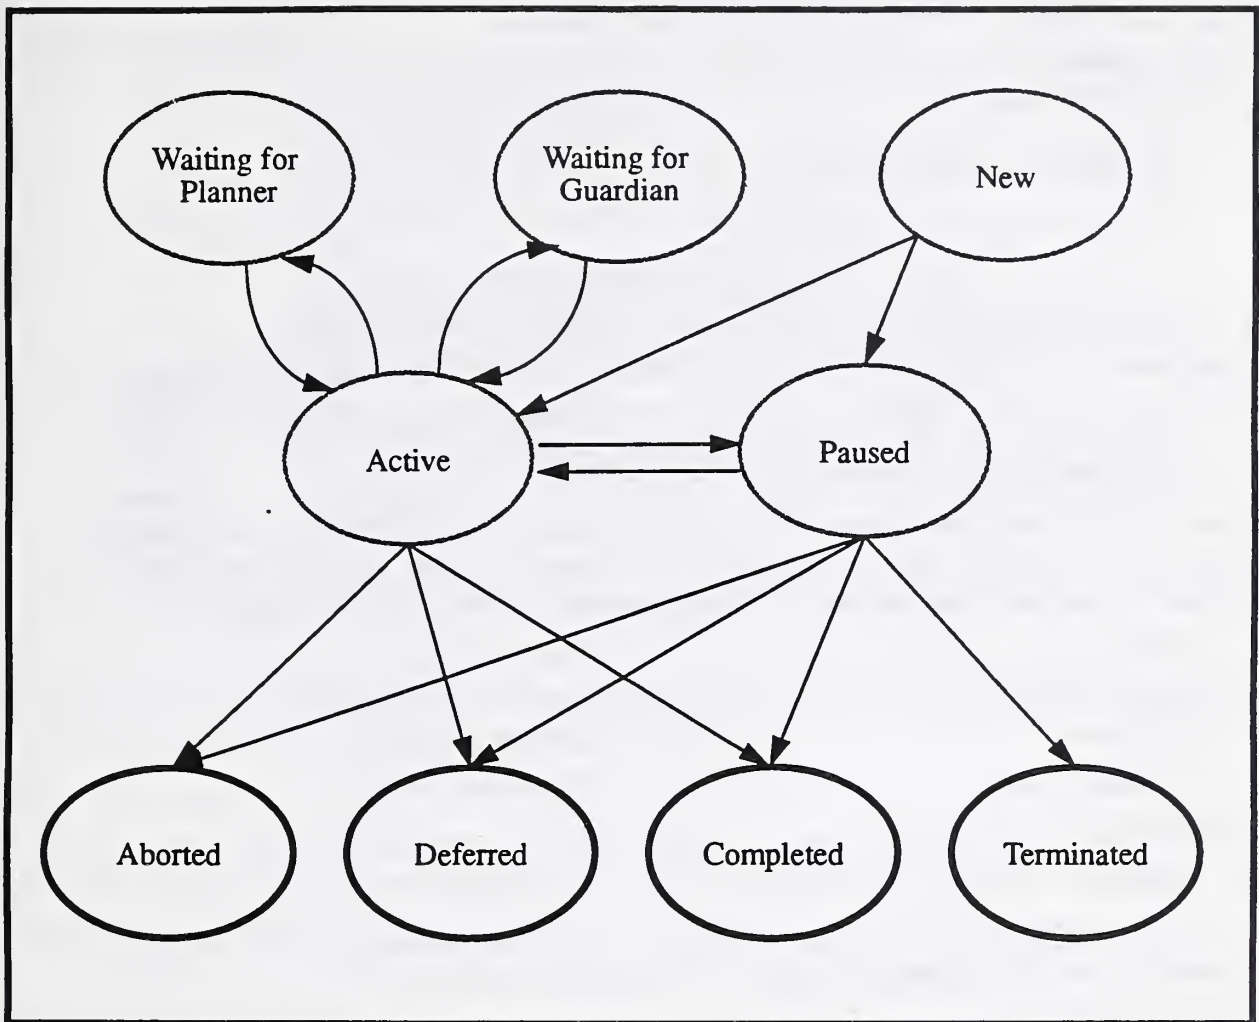 Waiting for
Planner
Waiting for
Guardian
New
Active
Paused
Aborted
Deferred
Completed
Terminated